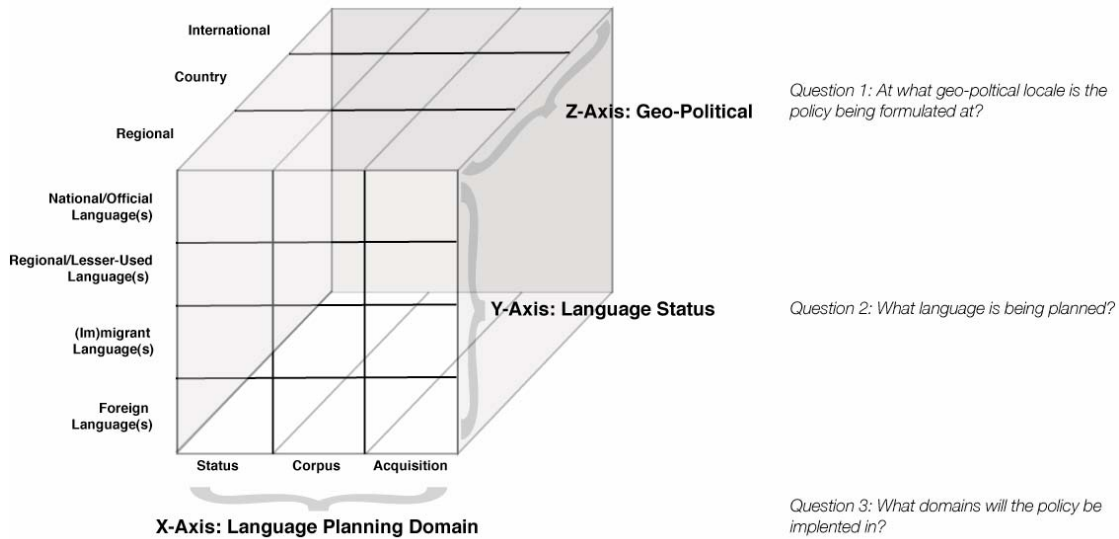 International
Country
Regional
Z-Axis: Geo-Political
Question 1: At what geo-poltical locale is the
policy being formulated at?
National/Official
Language(s)
Regional/Lesser-Used
Language(s)
(Im)migrant
Language(s)
Foreign
Language(s)
Y-Axis: Language Status
Question 2: What language is being planned?
Status Corpus Acquisition
X-Axis: Language Planning Domain
Question 3: What domains will the policy be
implented in?